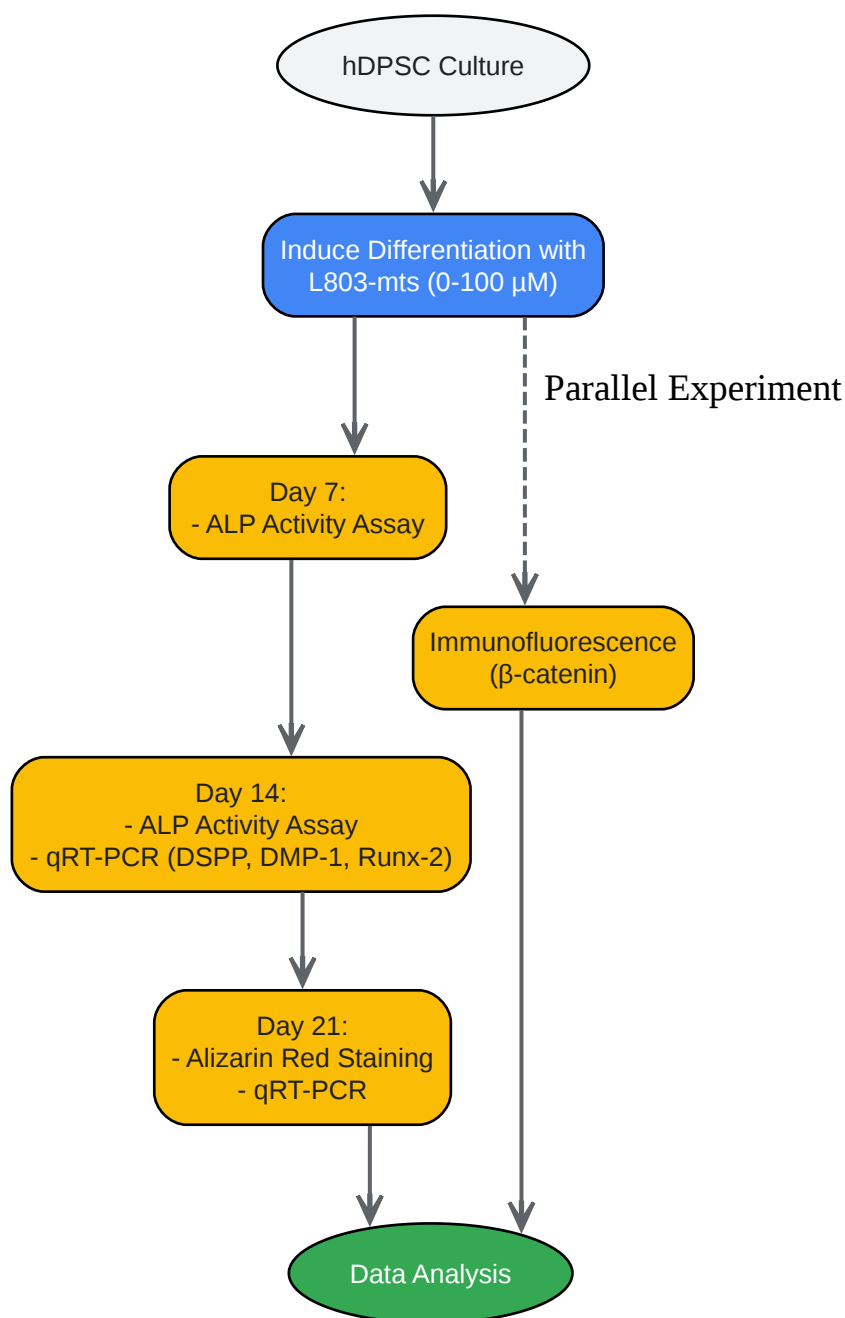 hDPSC Culture
Induce Differentiation with
L803-mts (0-100 µM)
Parallel Experiment
Day 7:
- ALP Activity Assay
Immunofluorescence
(β-catenin)
Day 14:
- ALP Activity Assay
- qRT-PCR (DSPP, DMP-1, Runx-2)
Day 21:
- Alizarin Red Staining
- qRT-PCR
Data Analysis